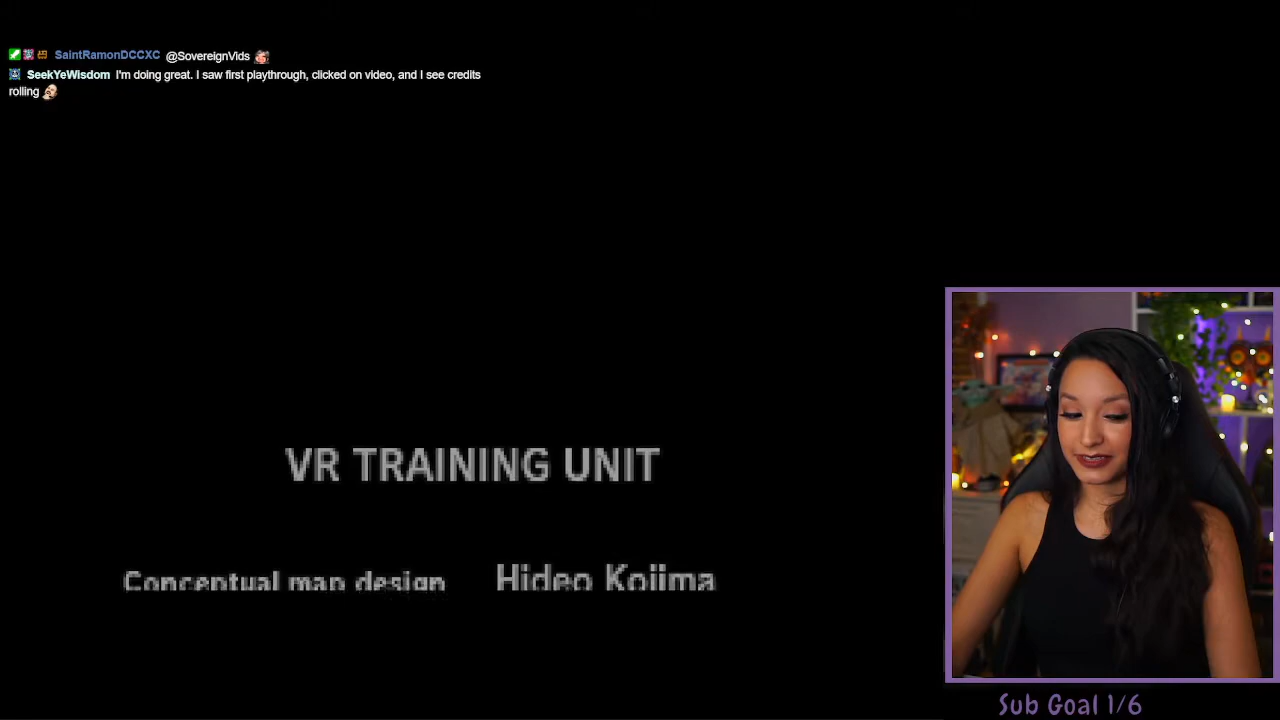 SaintRamonDCCXC @SovereignVids
SeekYeWisdom I'm doing great. I saw first playthrough, clicked on video, and I see credits
rolling
VR TRAINING UNIT
Conceptual map design Hideo Kojima
Sub Goal 1/6